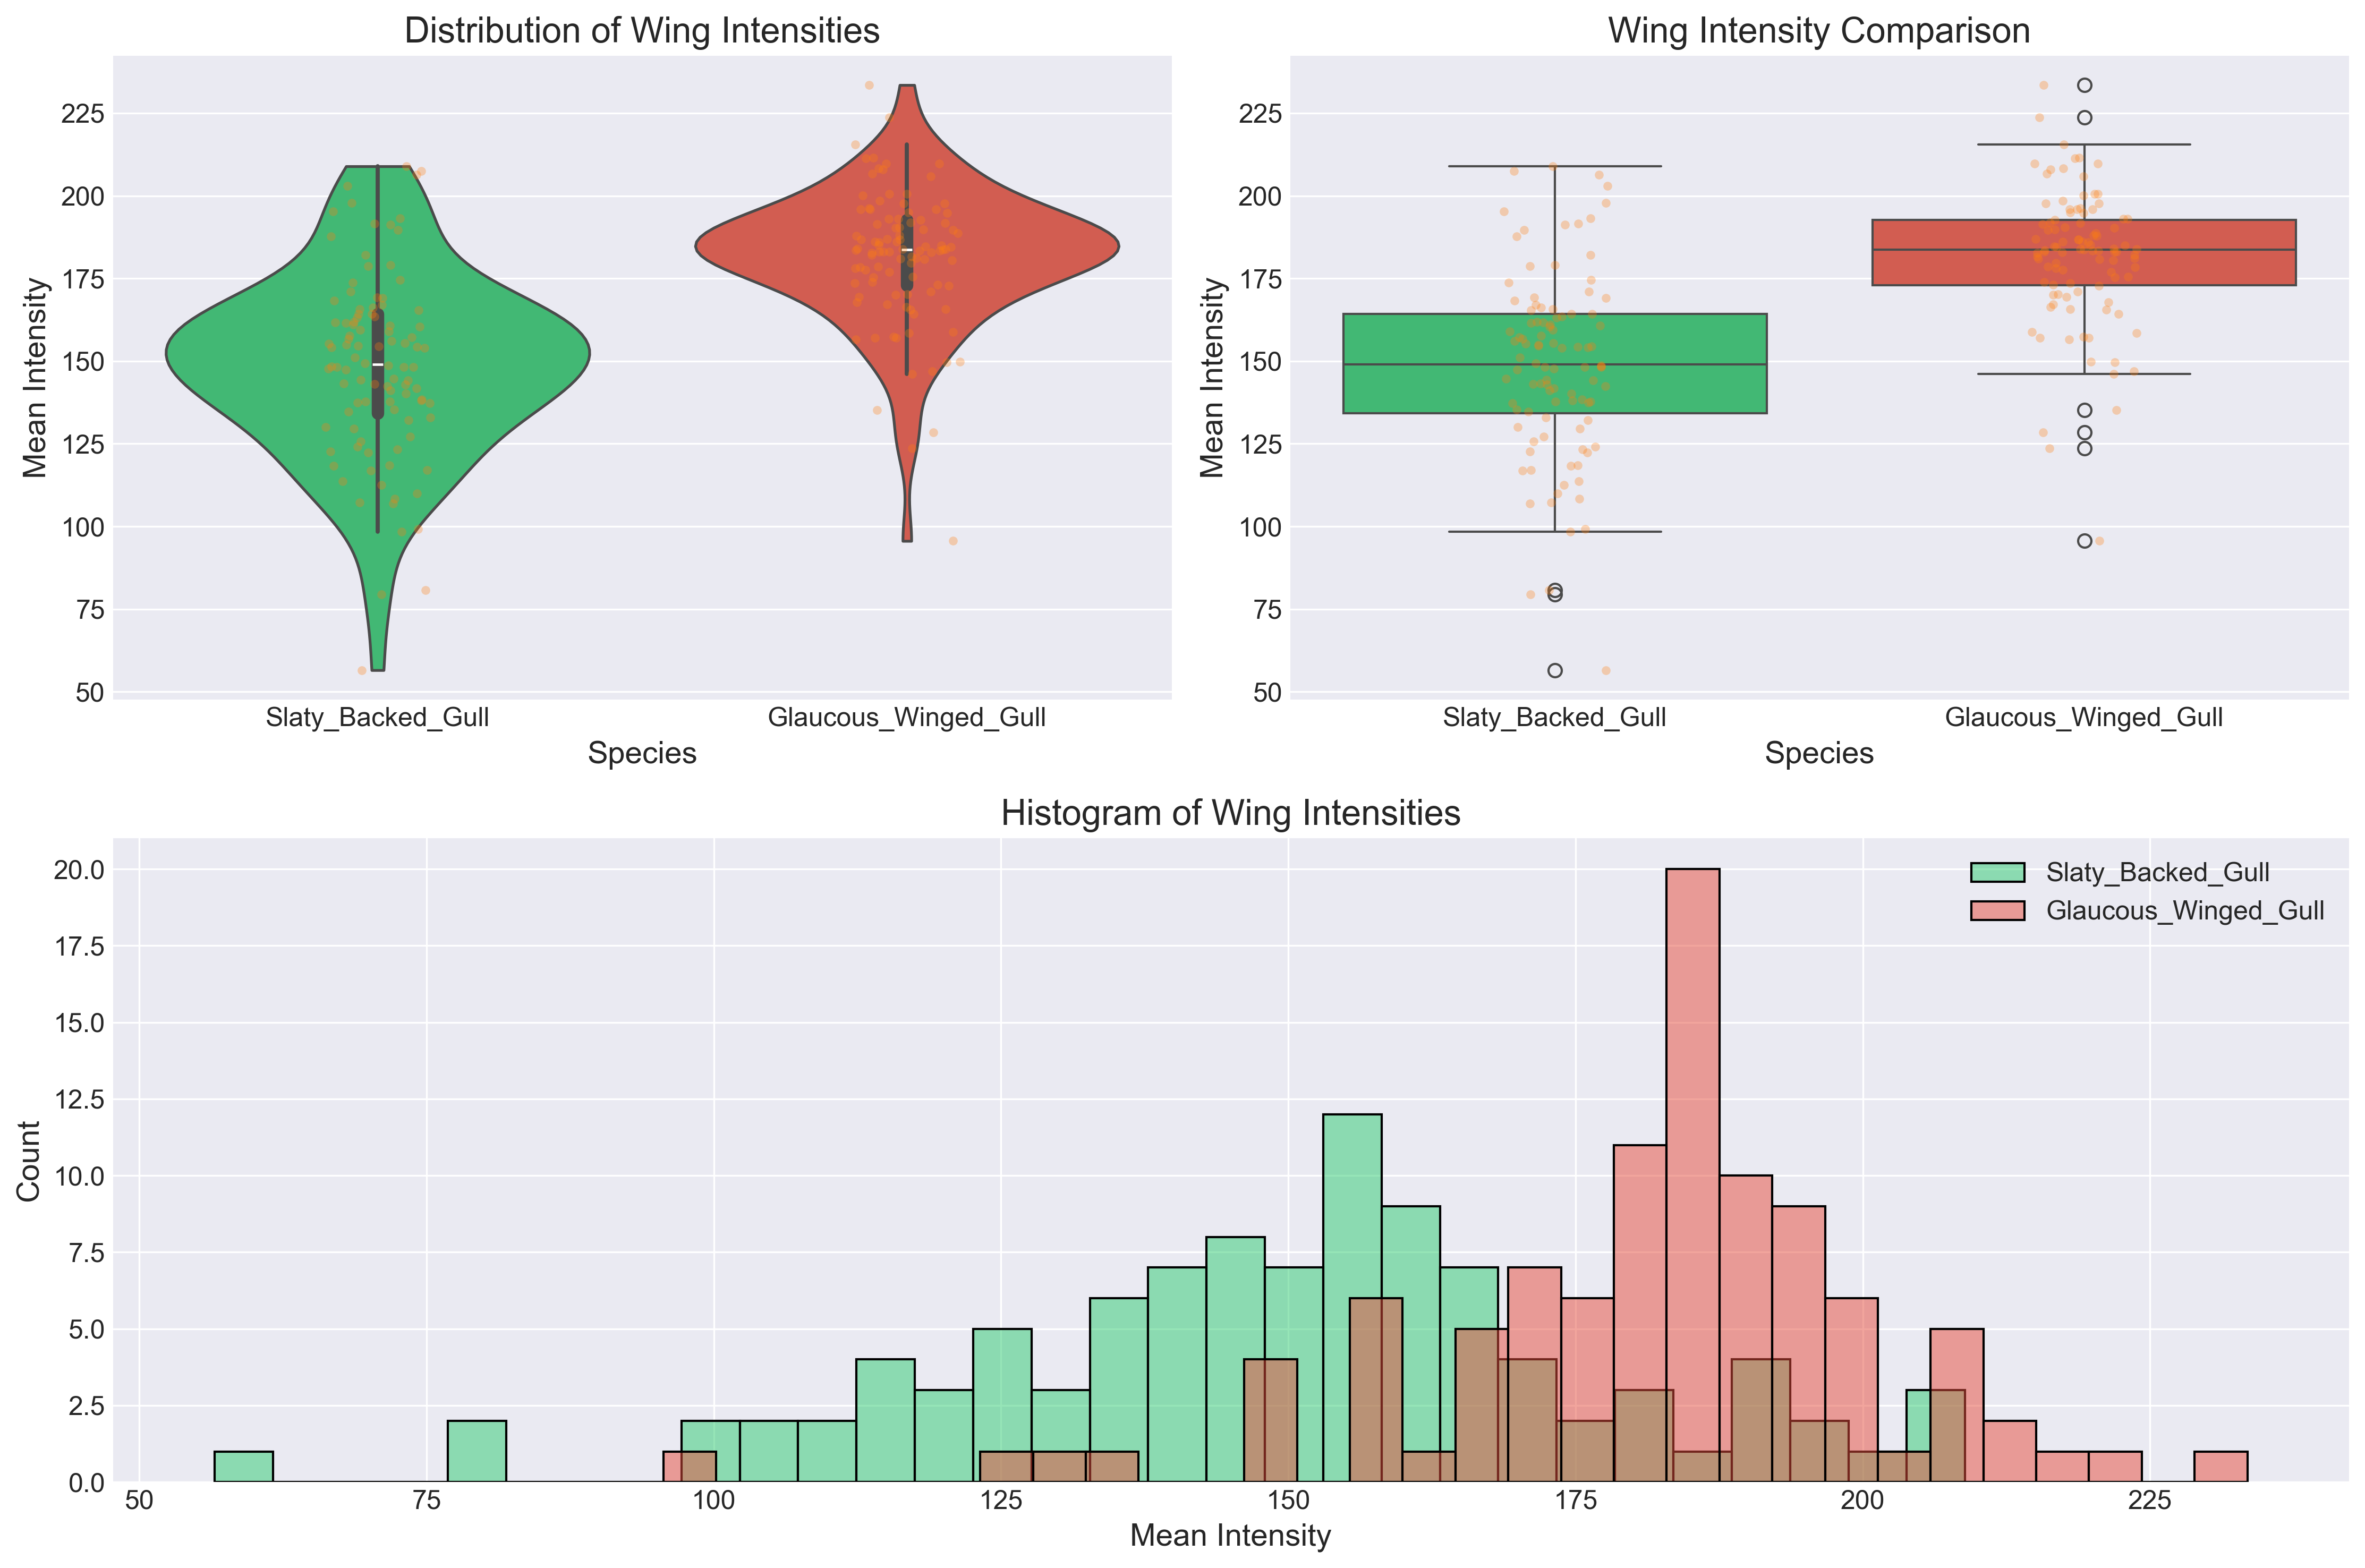 Distribution of Wing Intensities
Mean Intensity
225
200
175
150
125
100
75
50
Slaty_Backed_Gull
Glaucous_Winged_Gull
Species
Wing Intensity Comparison
Mean Intensity
225
200
175
150
125
100
75
50
Slaty_Backed_Gull
Glaucous_Winged_Gull
Species
Histogram of Wing Intensities
Count
20.0
17.5
15.0
12.5
10.0
7.5
5.0
2.5
0.0
Slaty_Backed_Gull
Glaucous_Winged_Gull
50 75 100 125 150 175 200 225
Mean Intensity